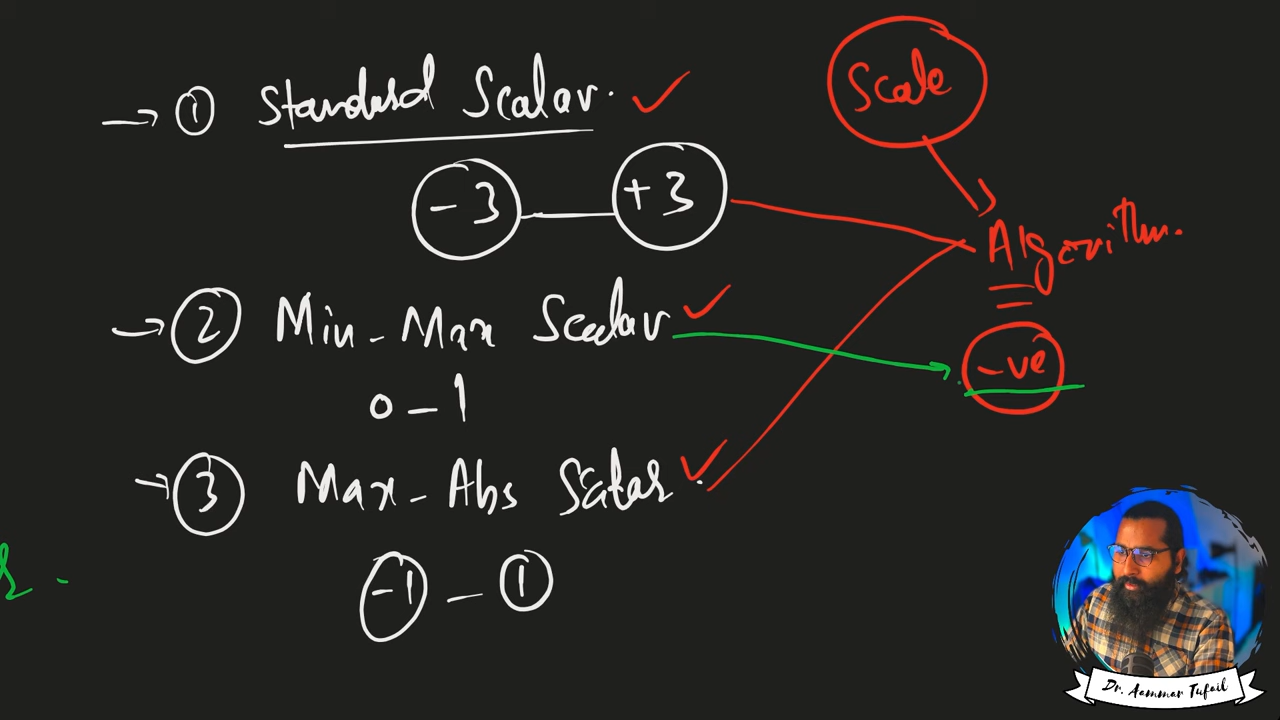 → ① Standard Scalar. ✓
-3 — +3
→ ② Min-Max Scalar ✓
0 - 1
→ ③ Max-Abs Scalar ✓
-1 - 1
Scale
Algorithm.
-ve
Dr. Aammar Tufail